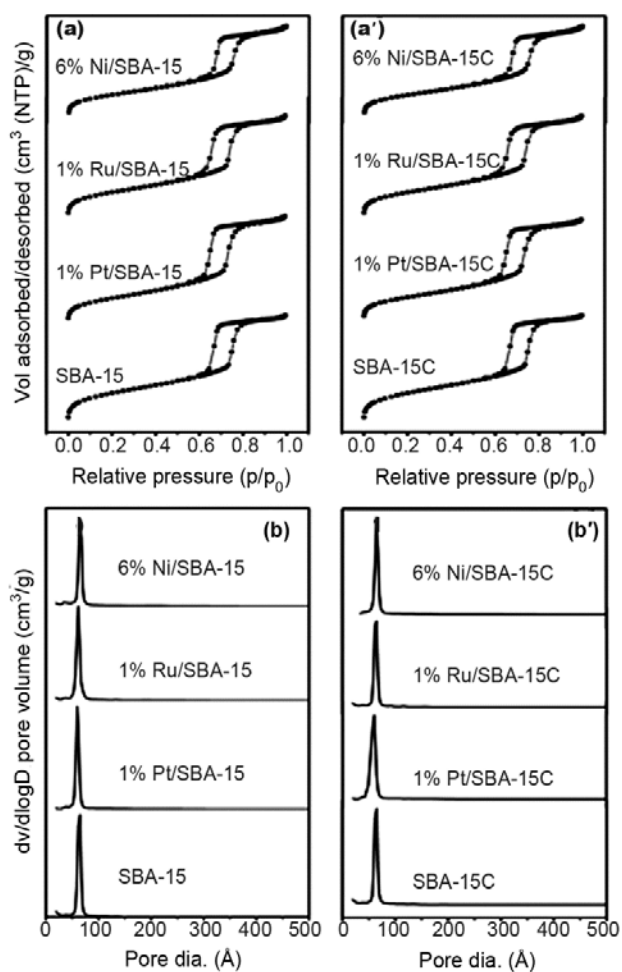 (a)
6% Ni/SBA-15
1% Ru/SBA-15
1% Pt/SBA-15
SBA-15
0.0 0.2 0.4 0.6 0.8 1.0
Relative pressure (p/p₀)
Vol adsorbed/desorbed (cm³ (NTP)/g)
(a′)
6% Ni/SBA-15C
1% Ru/SBA-15C
1% Pt/SBA-15C
SBA-15C
0.0 0.2 0.4 0.6 0.8 1.0
Relative pressure (p/p₀)
(b)
6% Ni/SBA-15
1% Ru/SBA-15
1% Pt/SBA-15
SBA-15
0 100 200 300 400 500
Pore dia. (Å)
dv/dlogD pore volume (cm³/g)
(b′)
6% Ni/SBA-15C
1% Ru/SBA-15C
1% Pt/SBA-15C
SBA-15C
0 100 200 300 400 500
Pore dia. (Å)